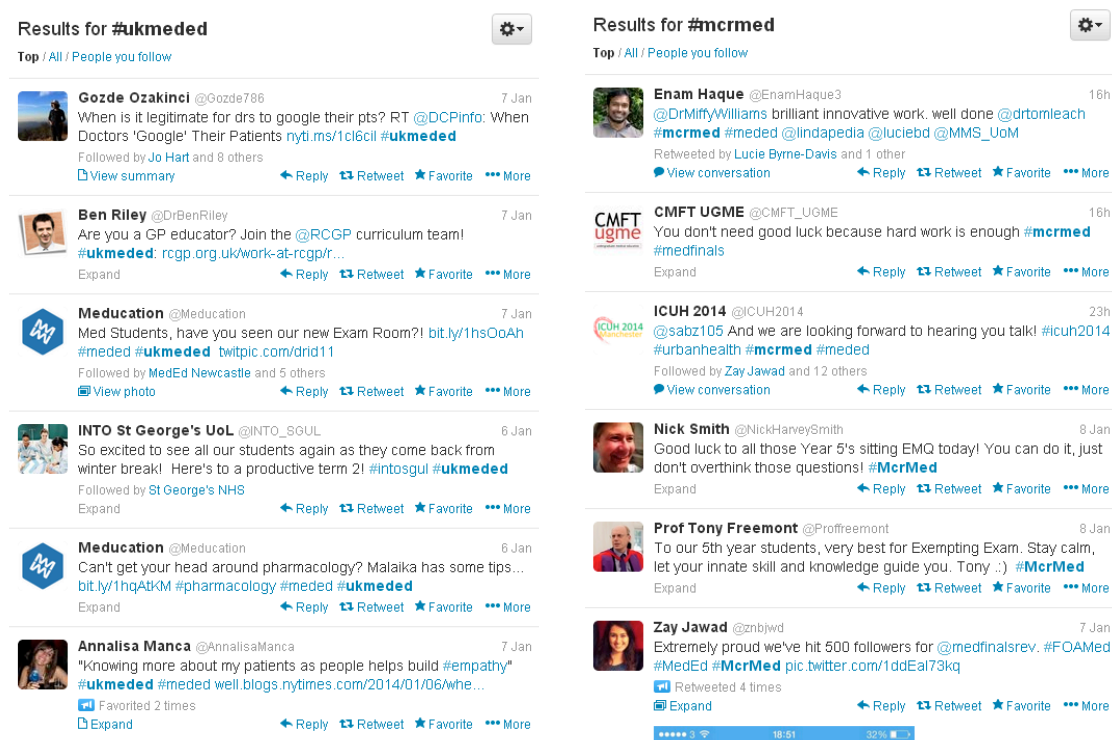 Results for #ukmeded
Top / All / People you follow
Gozde Ozakinci @Gozde786 7 Jan
When is it legitimate for drs to google their pts? RT @DCPinfo: When
Doctors 'Google' Their Patients nyti.ms/1cl6cil #ukmeded
Followed by Jo Hart and 8 others
View summary Reply Retweet Favorite More
Ben Riley @DrBenRiley 7 Jan
Are you a GP educator? Join the @RCGP curriculum team!
#ukmeded: rcgp.org.uk/work-at-rcgp/r...
Expand Reply Retweet Favorite More
Meducation @Meducation 7 Jan
Med Students, have you seen our new Exam Room?! bit.ly/1hsOoAh
#meded #ukmeded twitpic.com/drid11
Followed by MedEd Newcastle and 5 others
View photo Reply Retweet Favorite More
INTO St George's UoL @INTO_SGUL 6 Jan
So excited to see all our students again as they come back from
winter break! Here's to a productive term 2! #intosgul #ukmeded
Followed by St George's NHS
Expand Reply Retweet Favorite More
Meducation @Meducation 6 Jan
Can't get your head around pharmacology? Malaika has some tips...
bit.ly/1hqAtKM #pharmacology #meded #ukmeded
Expand Reply Retweet Favorite More
Annalisa Manca @AnnalisaManca 7 Jan
"Knowing more about my patients as people helps build #empathy"
#ukmeded #meded well.blogs.nytimes.com/2014/01/06/whe...
Favorited 2 times
Expand Reply Retweet Favorite More
Results for #mcrmed
Top / All / People you follow
Enam Haque @EnamHaque3 16h
@DrMiffyWilliams brilliant innovative work. well done @drtomleach
#mcrmed #meded @lindapedia @luciebd @MMS_UoM
Retweeted by Lucie Byrne-Davis and 1 other
View conversation Reply Retweet Favorite More
CMFT
ugme
CMFT UGME @CMFT_UGME 16h
You don't need good luck because hard work is enough #mcrmed
#medfinals
Expand Reply Retweet Favorite More
ICUH 2014
Manchester
ICUH 2014 @ICUH2014 23h
@sabz105 And we are looking forward to hearing you talk! #icuh2014
#urbanhealth #mcrmed #meded
Followed by Zay Jawad and 12 others
View conversation Reply Retweet Favorite More
Nick Smith @NickHarveySmith 8 Jan
Good luck to all those Year 5's sitting EMQ today! You can do it, just
don't overthink those questions! #McrMed
Expand Reply Retweet Favorite More
Prof Tony Freemont @Proffreemont 8 Jan
To our 5th year students, very best for Exempting Exam. Stay calm,
let your innate skill and knowledge guide you. Tony .:) #McrMed
Expand Reply Retweet Favorite More
Zay Jawad @znbjwd 7 Jan
Extremely proud we've hit 500 followers for @medfinalsrev. #FOAMed
#MedEd #McrMed pic.twitter.com/1ddEal73kq
Retweeted 4 times
Expand Reply Retweet Favorite More
3 18:51 32%